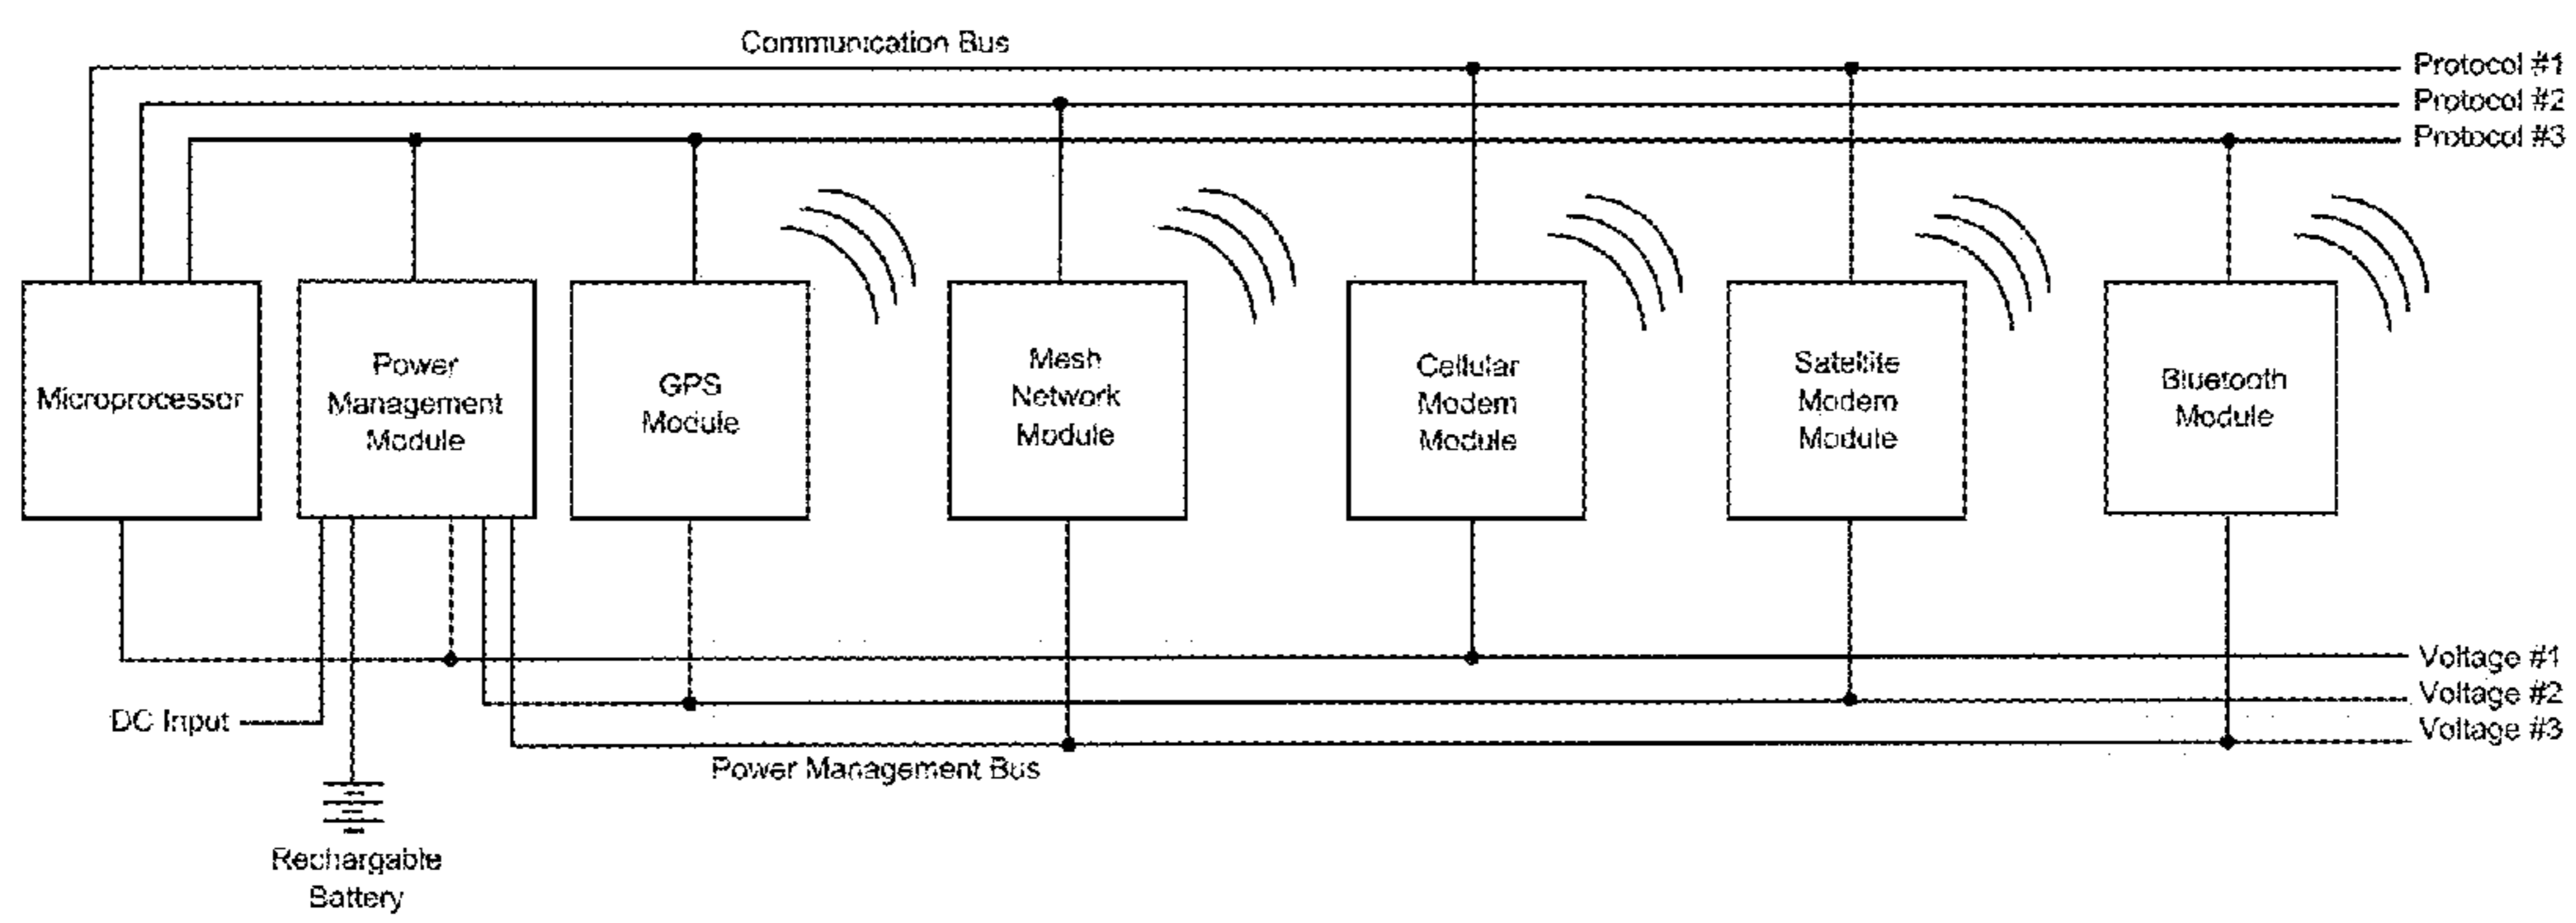 Communication Bus
Protocol #1
Protocol #2
Protocol #3
Microprocessor
Power
Management
Module
GPS
Module
Mesh
Network
Module
Cellular
Modem
Module
Satellite
Modem
Module
Bluetooth
Module
Voltage #1
Voltage #2
Voltage #3
DC Input
Power Management Bus
Rechargable
Battery